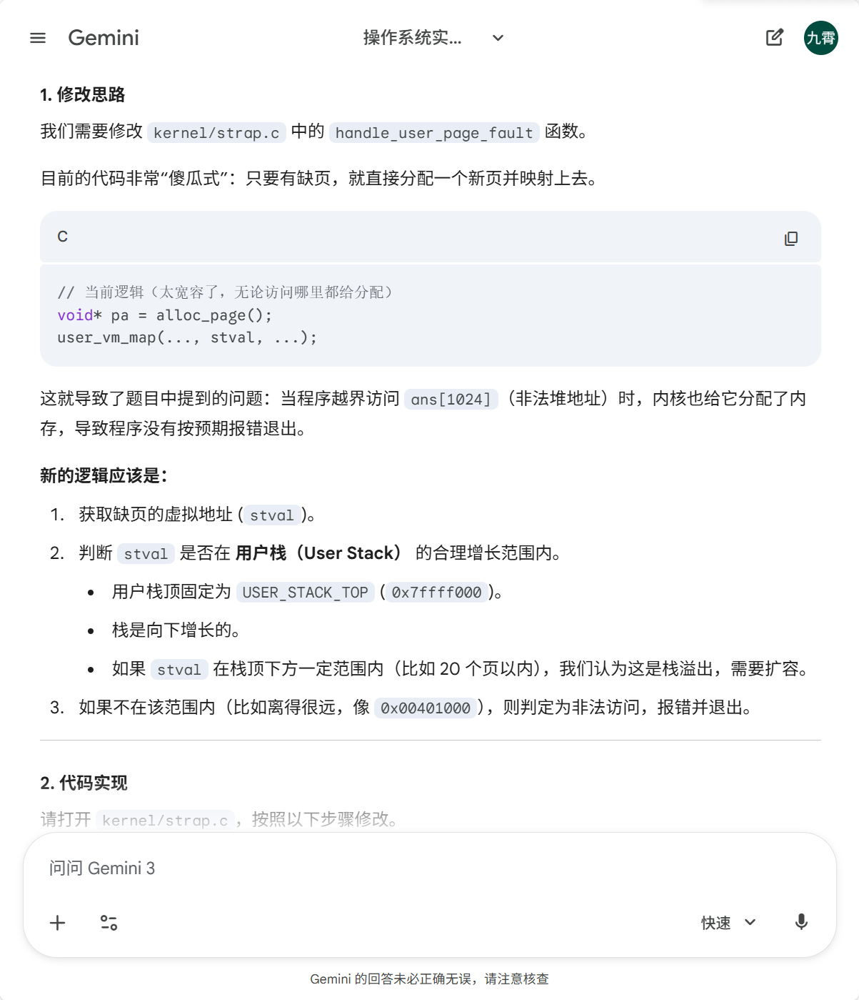 Gemini
操作系统实...
九霄
1. 修改思路
我们需要修改 kernel/strap.c 中的 handle_user_page_fault 函数。
目前的代码非常“傻瓜式”：只要有缺页，就直接分配一个新页并映射上去。
C
// 当前逻辑（太宽容了，无论访问哪里都给分配）
void* pa = alloc_page();
user_vm_map(..., stval, ...);
这就导致了题目中提到的问题：当程序越界访问 ans[1024]（非法堆地址）时，内核也给它分配了内
存，导致程序没有按预期报错退出。
新的逻辑应该是：
1. 获取缺页的虚拟地址 (stval)。
2. 判断 stval 是否在 用户栈（User Stack） 的合理增长范围内。
• 用户栈顶固定为 USER_STACK_TOP (0x7ffff000)。
• 栈是向下增长的。
• 如果 stval 在栈顶下方一定范围内（比如 20 个页以内），我们认为这是栈溢出，需要扩容。
3. 如果不在该范围内（比如离得很远，像 0x00401000），则判定为非法访问，报错并退出。
2. 代码实现
请打开 kernel/strap.c，按照以下步骤修改。
问问 Gemini 3
快速
Gemini 的回答未必正确无误，请注意核查